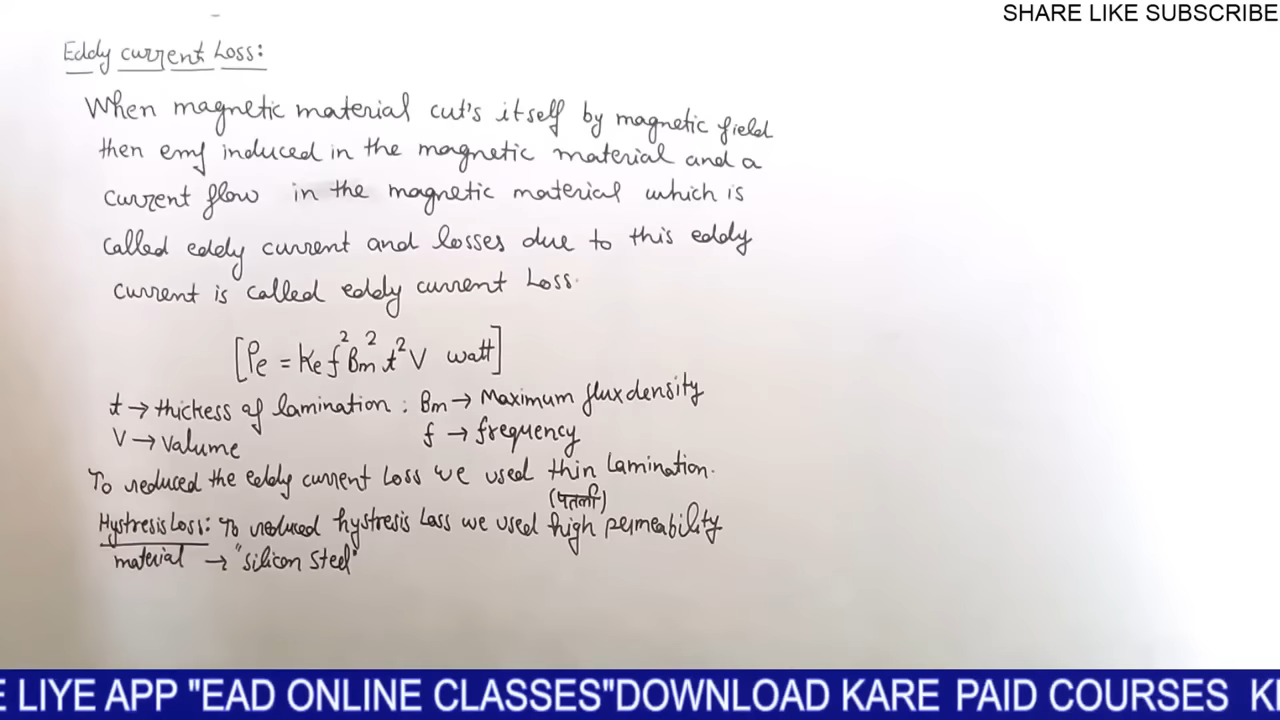 SHARE LIKE SUBSCRIBE
Eddy current Loss:
When magnetic material cut's itself by magnetic field
then emf induced in the magnetic material and a
current flow in the magnetic material which is
called eddy current and losses due to this eddy
current is called eddy current Loss.
[Pe = Ke f² Bm² t² V watt]
t → thickess of lamination : Bm → Maximum flux density
V → Valume f → frequency
To reduced the eddy current Loss we used thin Lamination.
(पतली)
Hystresis Loss: To reduced hystresis Loss we used high permeability
material → "silicon steel"
E LIYE APP "EAD ONLINE CLASSES"DOWNLOAD KARE PAID COURSES KI